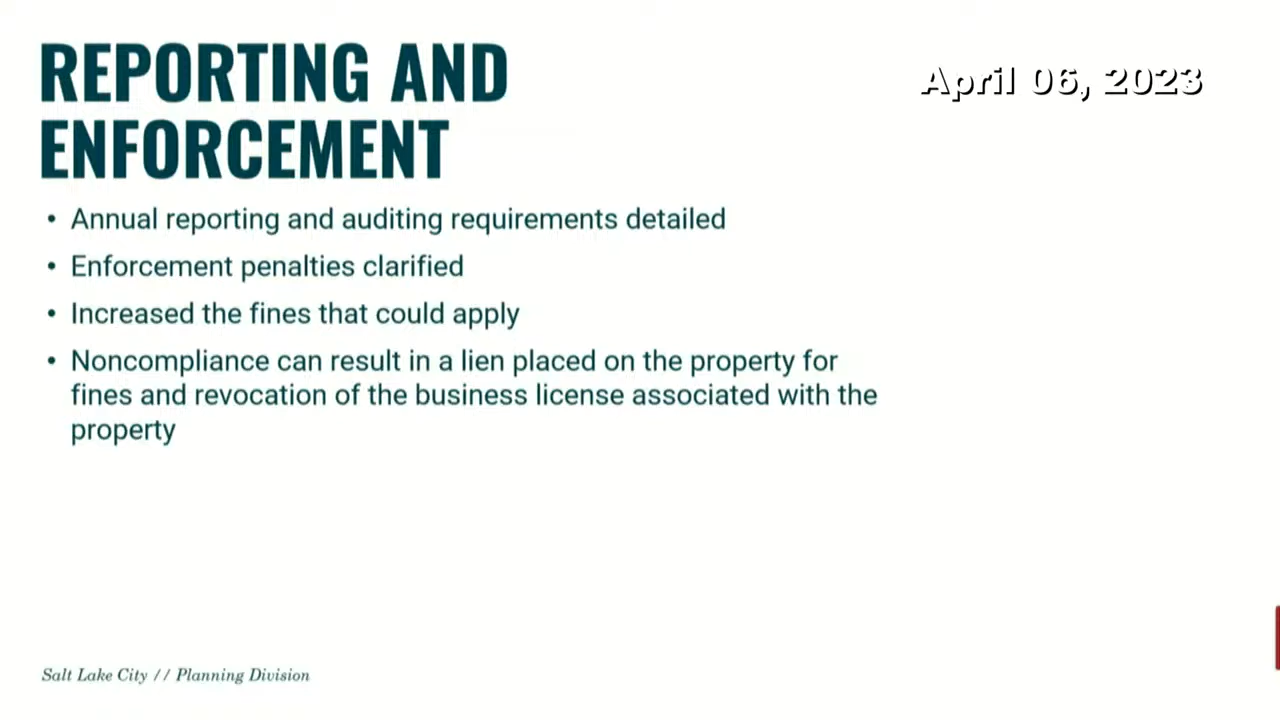 REPORTING AND
ENFORCEMENT
April 06, 2023
• Annual reporting and auditing requirements detailed
• Enforcement penalties clarified
• Increased the fines that could apply
• Noncompliance can result in a lien placed on the property for
fines and revocation of the business license associated with the
property
Salt Lake City // Planning Division